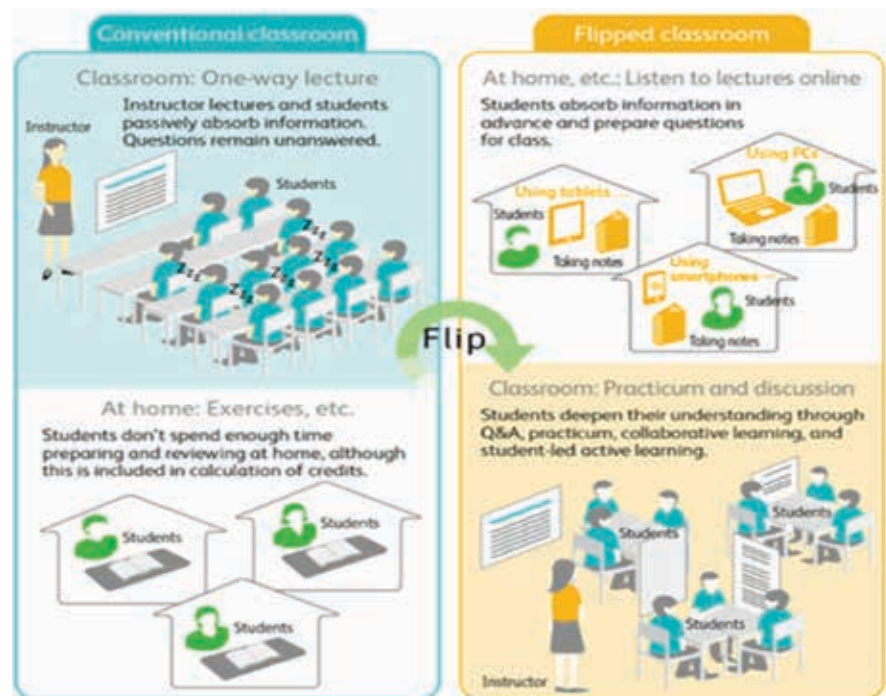 Conventional classroom
Classroom: One-way lecture
Instructor lectures and students
passively absorb information.
Questions remain unanswered.
Instructor
Students
Zzz
Zzz
Zzz
Zzz
At home: Exercises, etc.
Students don't spend enough time
preparing and reviewing at home, although
this is included in calculation of credits.
Students
Students
Students
Flip
Flipped classroom
At home, etc.: Listen to lectures online
Students absorb information in
advance and prepare questions
for class.
Using tablets ...
Students
Taking notes
Using PCs ...
Students
Taking notes
Using
smartphones ...
Students
Taking notes
Classroom: Practicum and discussion
Students deepen their understanding through
Q&A, practicum, collaborative learning, and
student-led active learning.
Students
Students
Students
Instructor